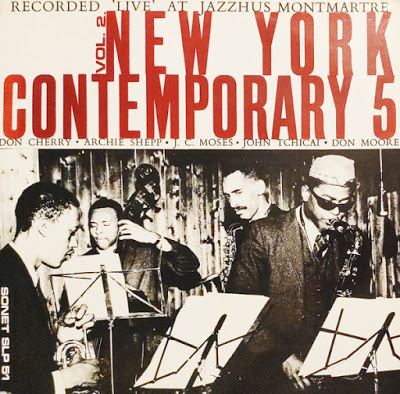 RECORDED 'LIVE' AT JAZZHUS MONTMARTRE
VOL. 2
NEW YORK
CONTEMPORARY 5
DON CHERRY · ARCHIE SHEPP · J. C. MOSES · JOHN TCHICAI · DON MOORE
SONET SLP 51